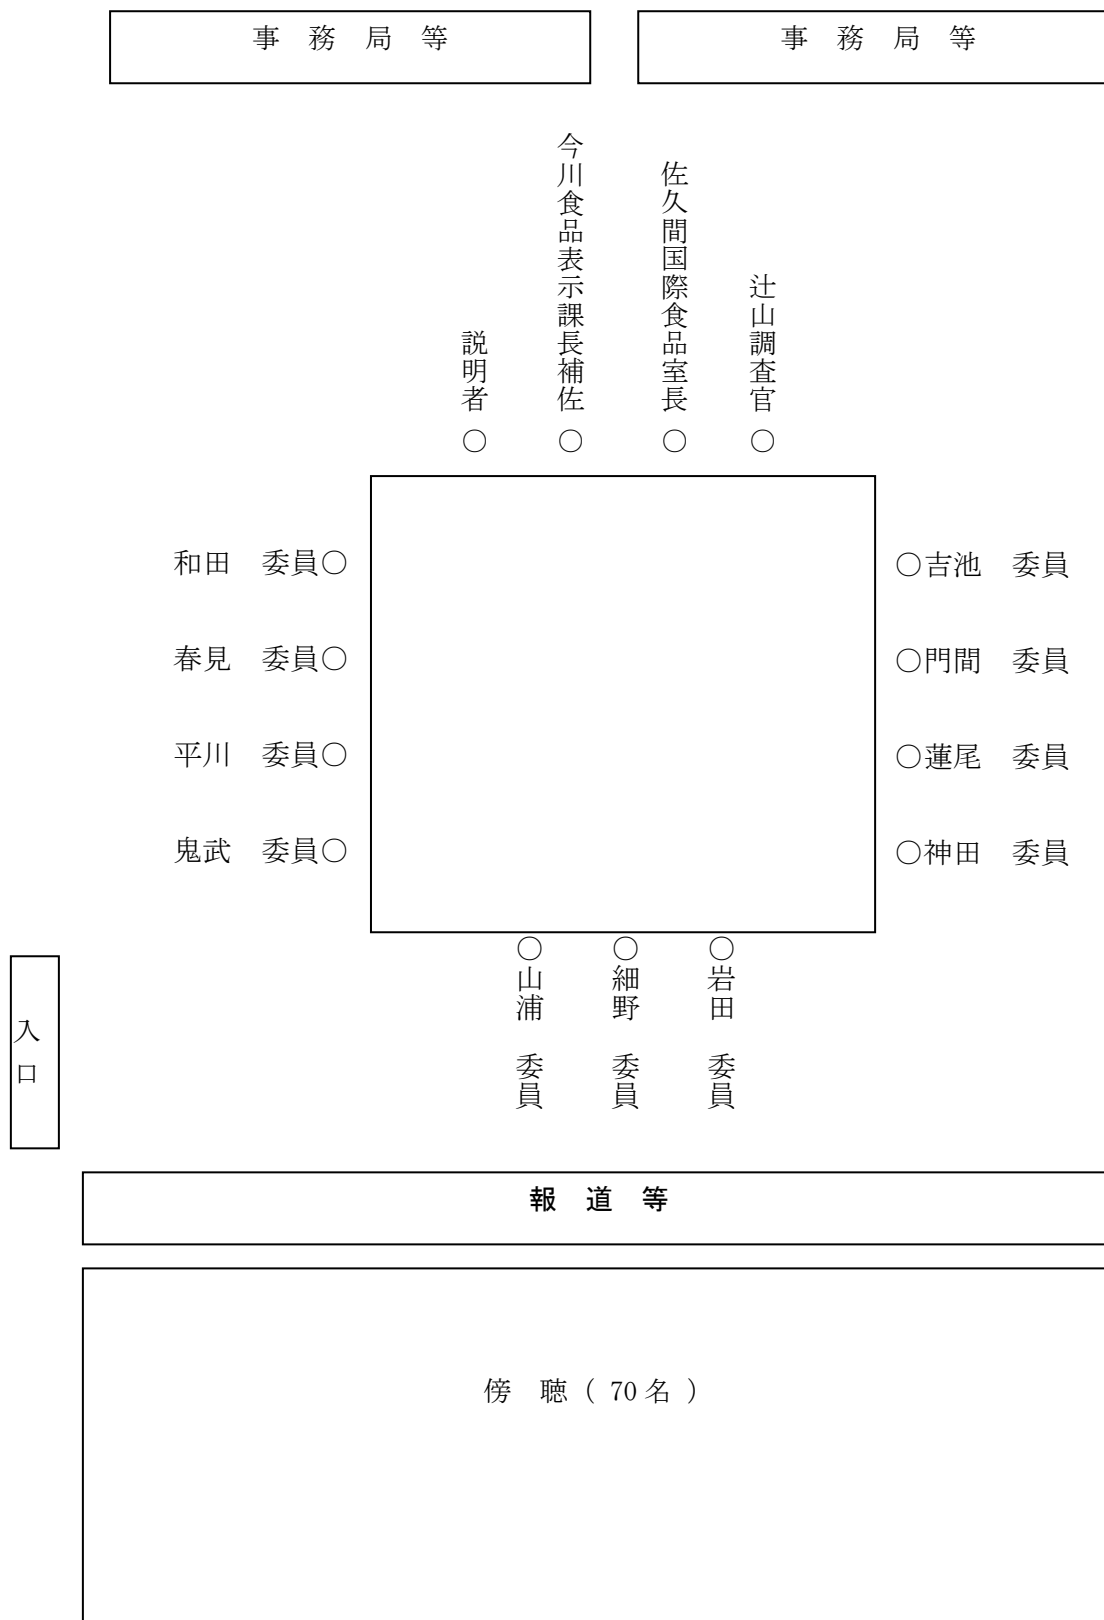 事　務　局　等
事　務　局　等
今川食品表示課長補佐○
佐久間国際食品室長○
辻山調査官○
説明者○
和田　委員○
○吉池　委員
春見　委員○
○門間　委員
平川　委員○
○蓮尾　委員
鬼武　委員○
○神田　委員
○山浦　委員
○細野　委員
○岩田　委員
入口
報　道　等
傍　聴（ 70 名 ）